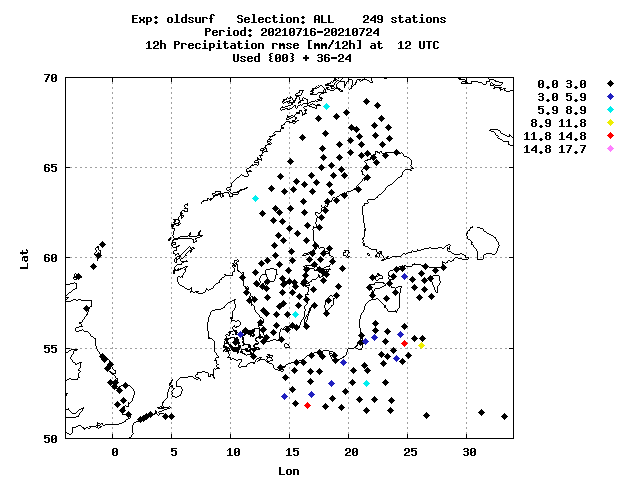 Exp: oldsurf   Selection: ALL    249 stations
Period: 20210716-20210724
12h Precipitation rmse [mm/12h] at  12 UTC
Used {00} + 36-24
70
65
60
55
50
Lat
0 5 10 15 20 25 30
Lon
0.0 3.0
3.0 5.9
5.9 8.9
8.9 11.8
11.8 14.8
14.8 17.7